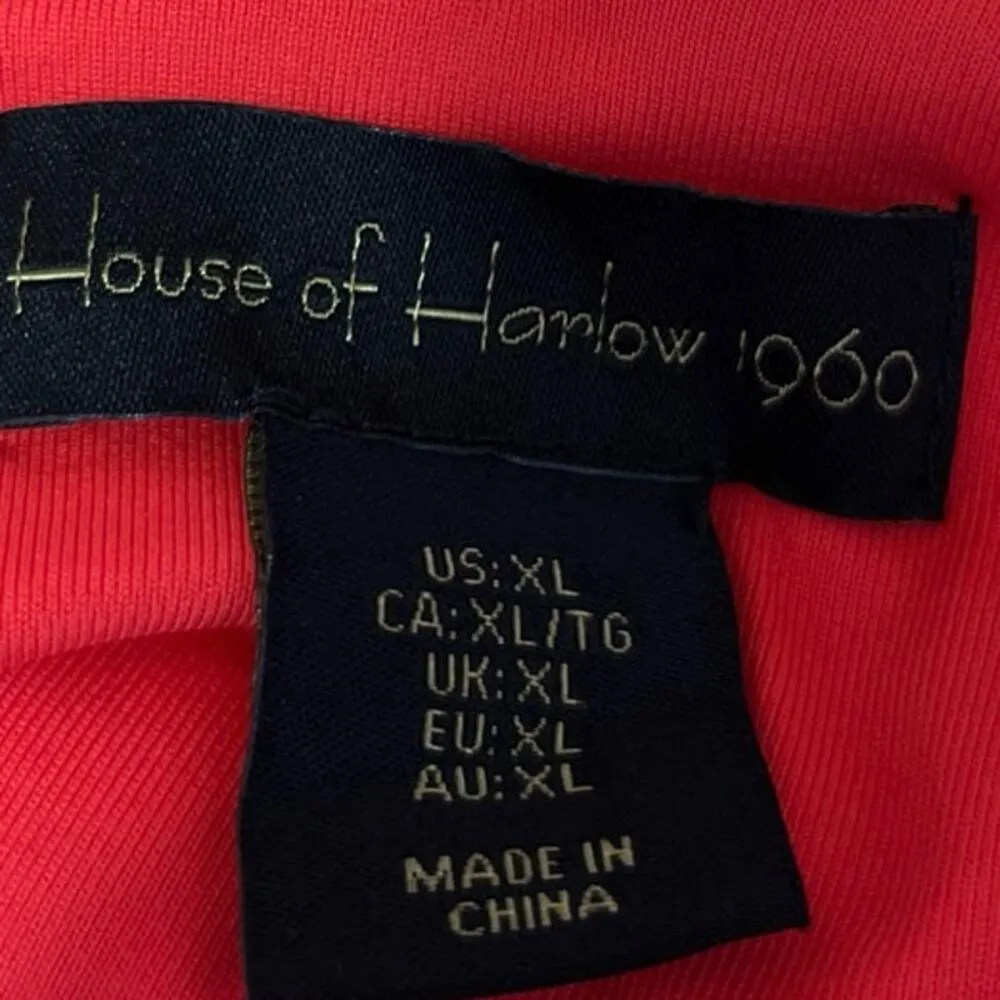 House of Harlow 1960
US: XL
CA: XL/TG
UK: XL
EU: XL
AU: XL
MADE IN
CHINA